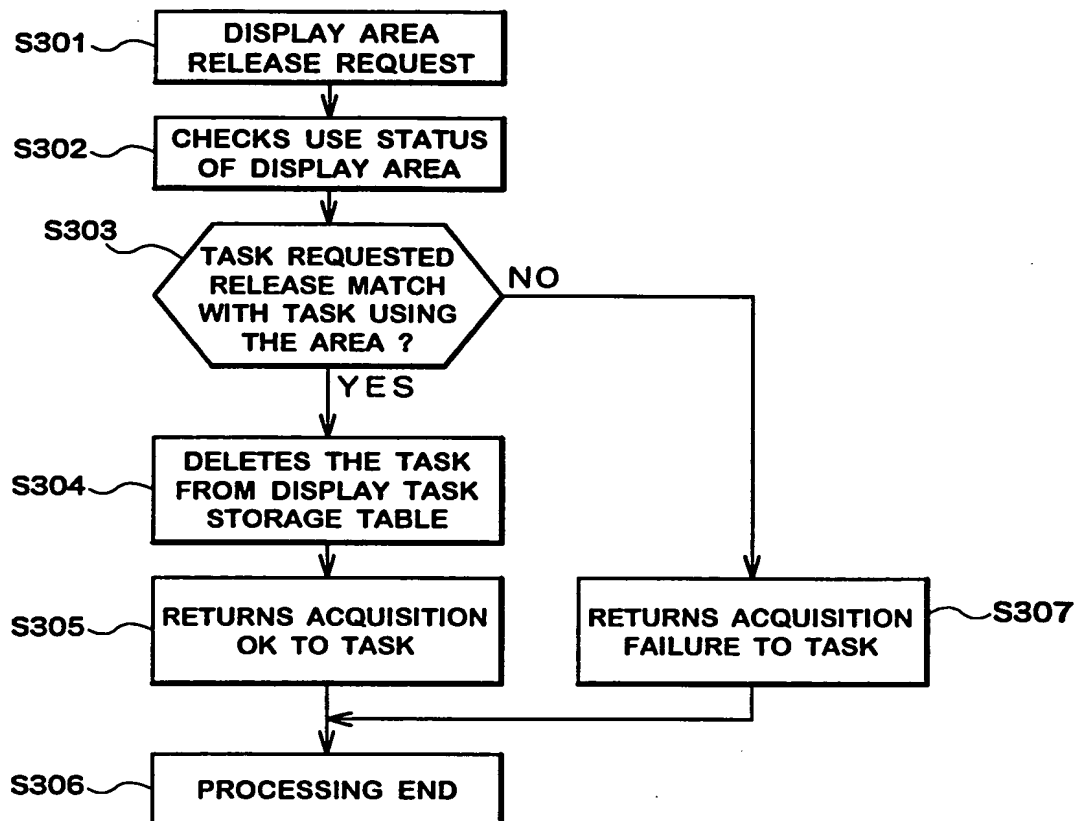 S301
DISPLAY AREA
RELEASE REQUEST
S302
CHECKS USE STATUS
OF DISPLAY AREA
S303
TASK REQUESTED
RELEASE MATCH
WITH TASK USING
THE AREA ?
NO
YES
S304
DELETES THE TASK
FROM DISPLAY TASK
STORAGE TABLE
S305
RETURNS ACQUISITION
OK TO TASK
RETURNS ACQUISITION
FAILURE TO TASK
S307
S306
PROCESSING END